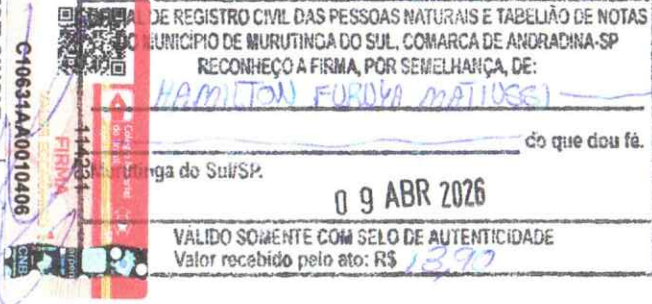 DE REGISTRO CIVIL DAS PESSOAS NATURAIS E TABELIÃO DE NOTAS
DO MUNICÍPIO DE MURUTINGA DO SUL, COMARCA DE ANDRADINA-SP
RECONHEÇO A FIRMA, POR SEMELHANÇA, DE:
HAMILTON FURUYA MATIUSSI
do que dou fé.
Murutinga do Sul/SP.
09 ABR 2026
VÁLIDO SOMENTE COM SELO DE AUTENTICIDADE
Valor recebido pelo ato: R$ 13,90
C10631AA0010406
FIRMA
CNB